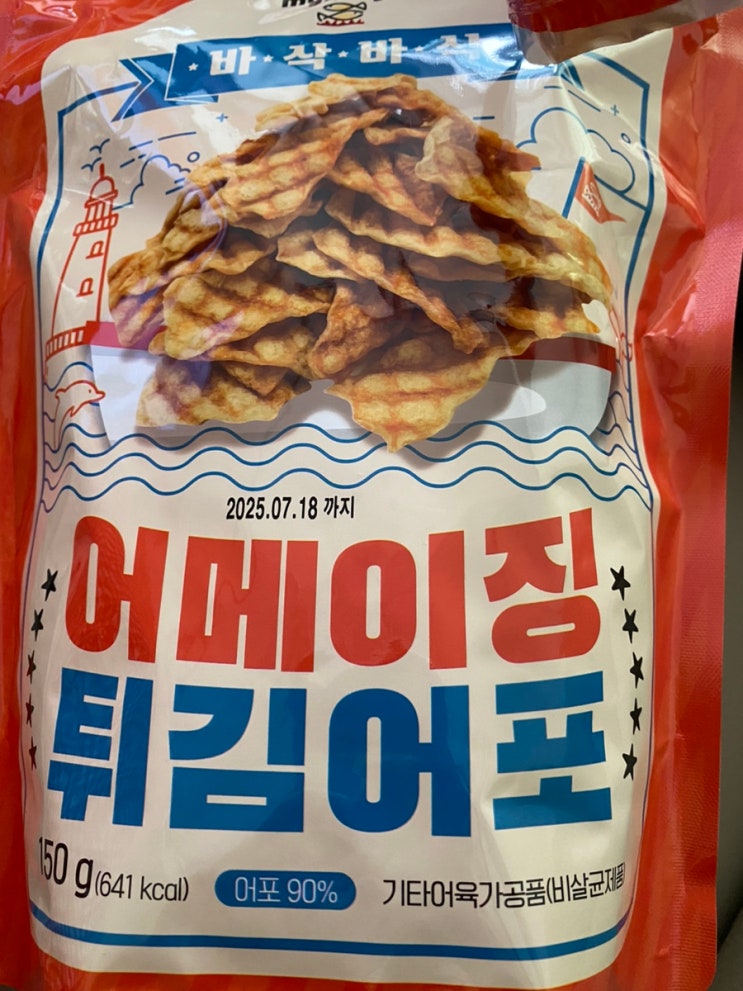 바·삭·바·삭
2025.07.18 까지
어메이징
튀김어포
150 g (641 kcal)
어포 90%
기타어육가공품(비살균제품)